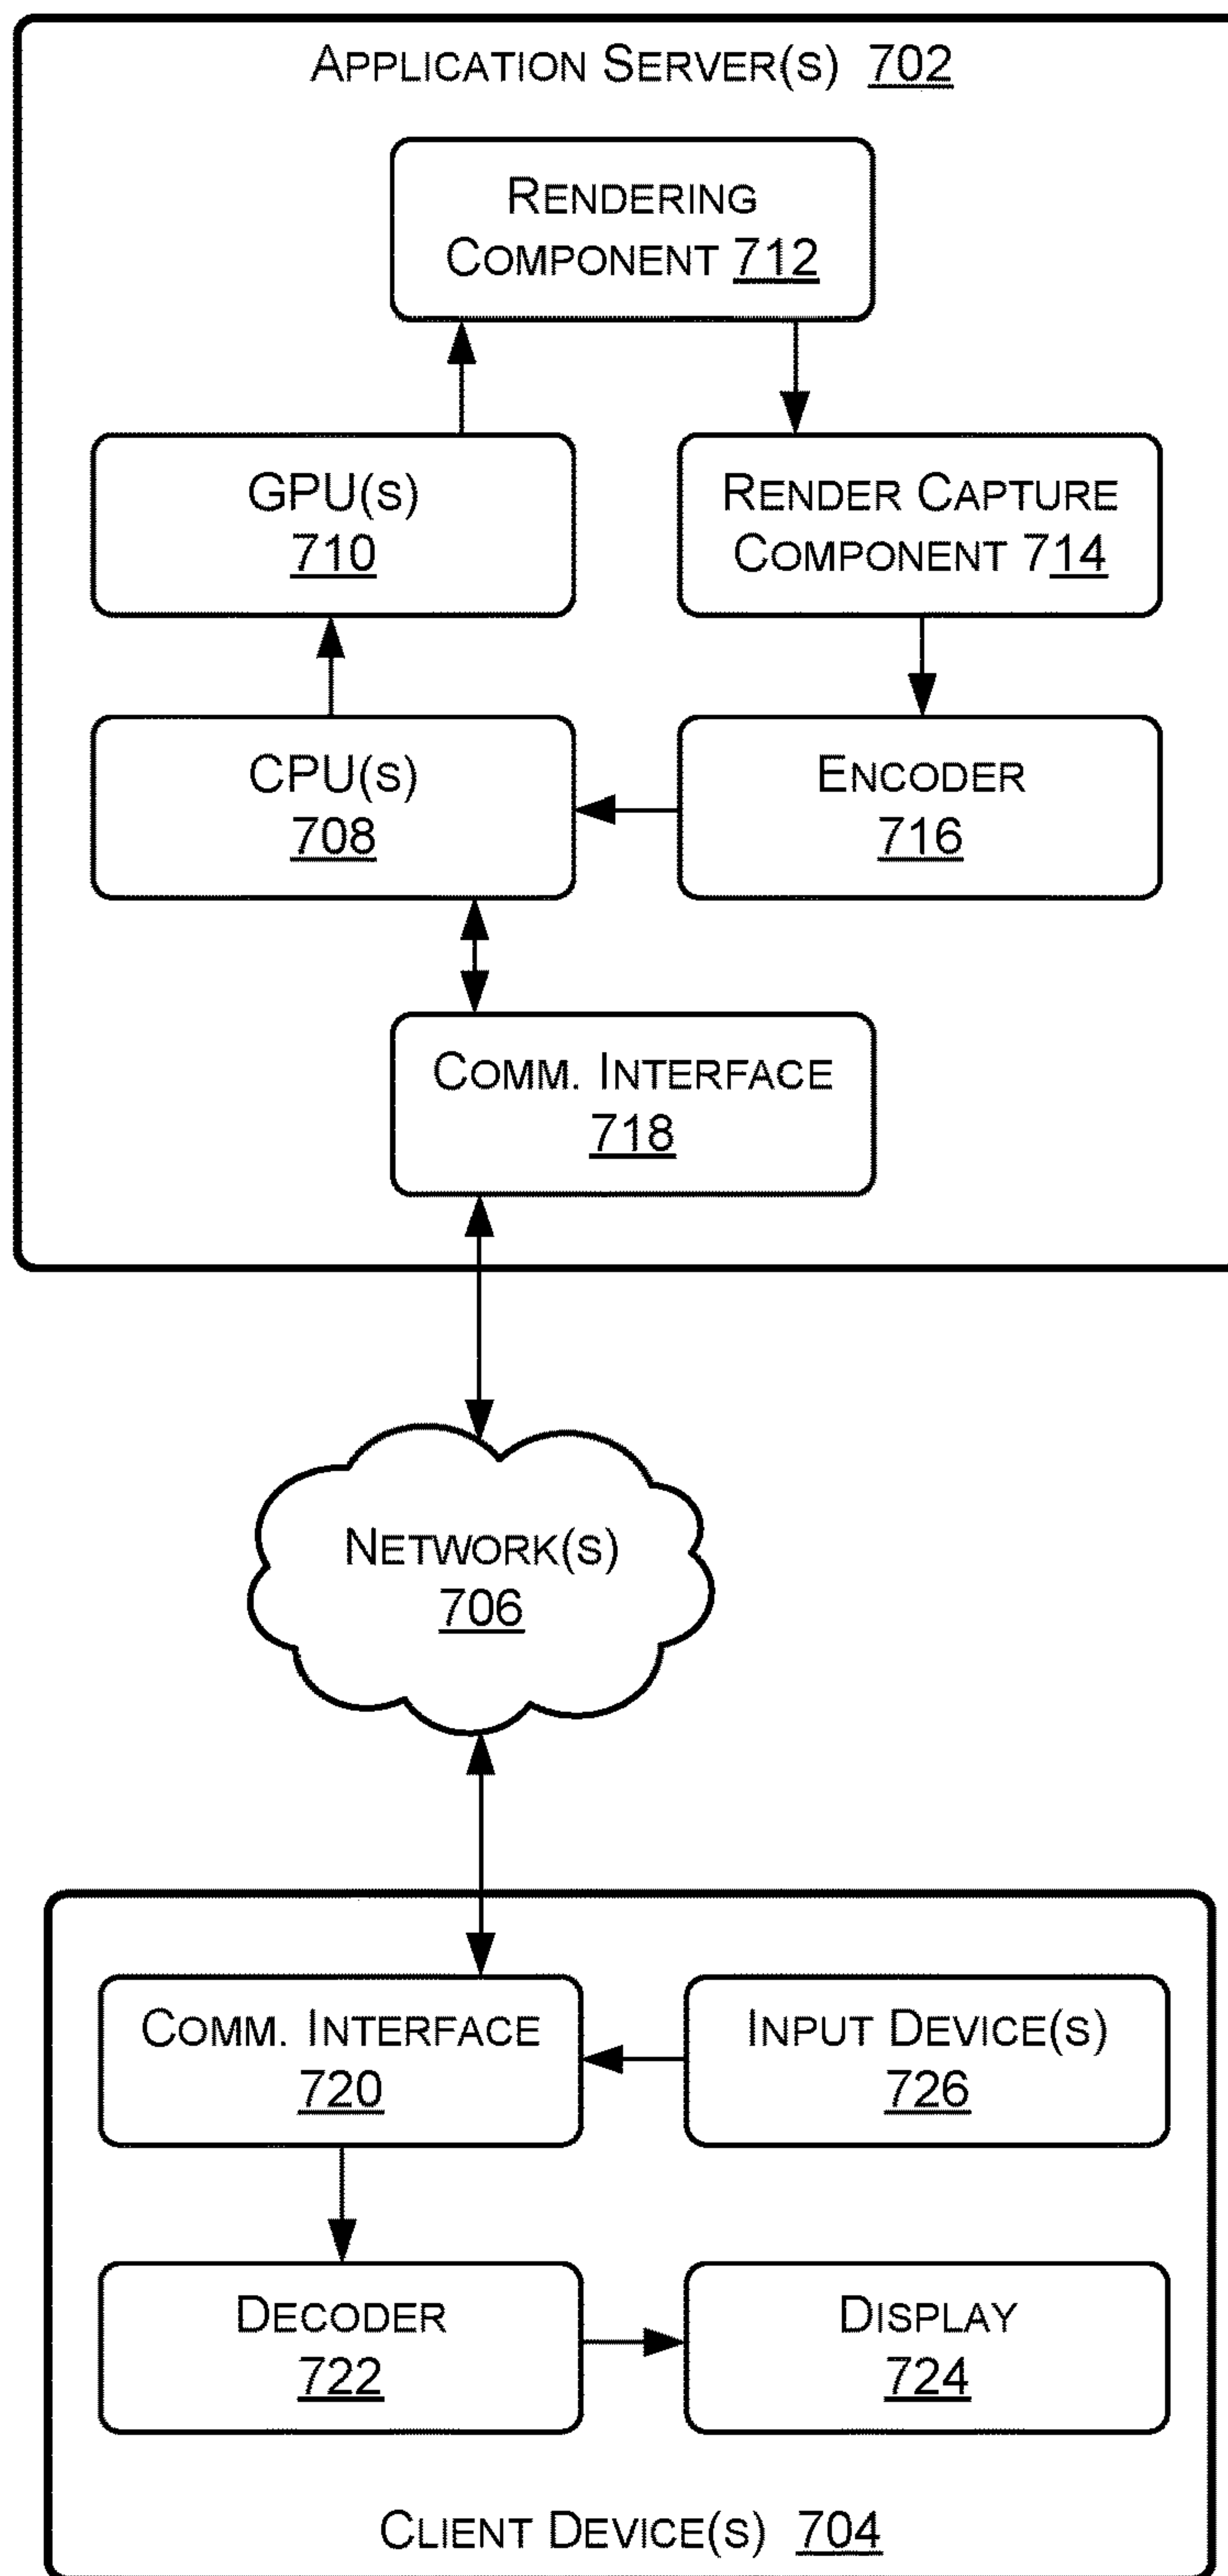 APPLICATION SERVER(S) 702
RENDERING
COMPONENT 712
GPU(S)
710
RENDER CAPTURE
COMPONENT 714
CPU(S)
708
ENCODER
716
COMM. INTERFACE
718
NETWORK(S)
706
COMM. INTERFACE
720
INPUT DEVICE(S)
726
DECODER
722
DISPLAY
724
CLIENT DEVICE(S) 704